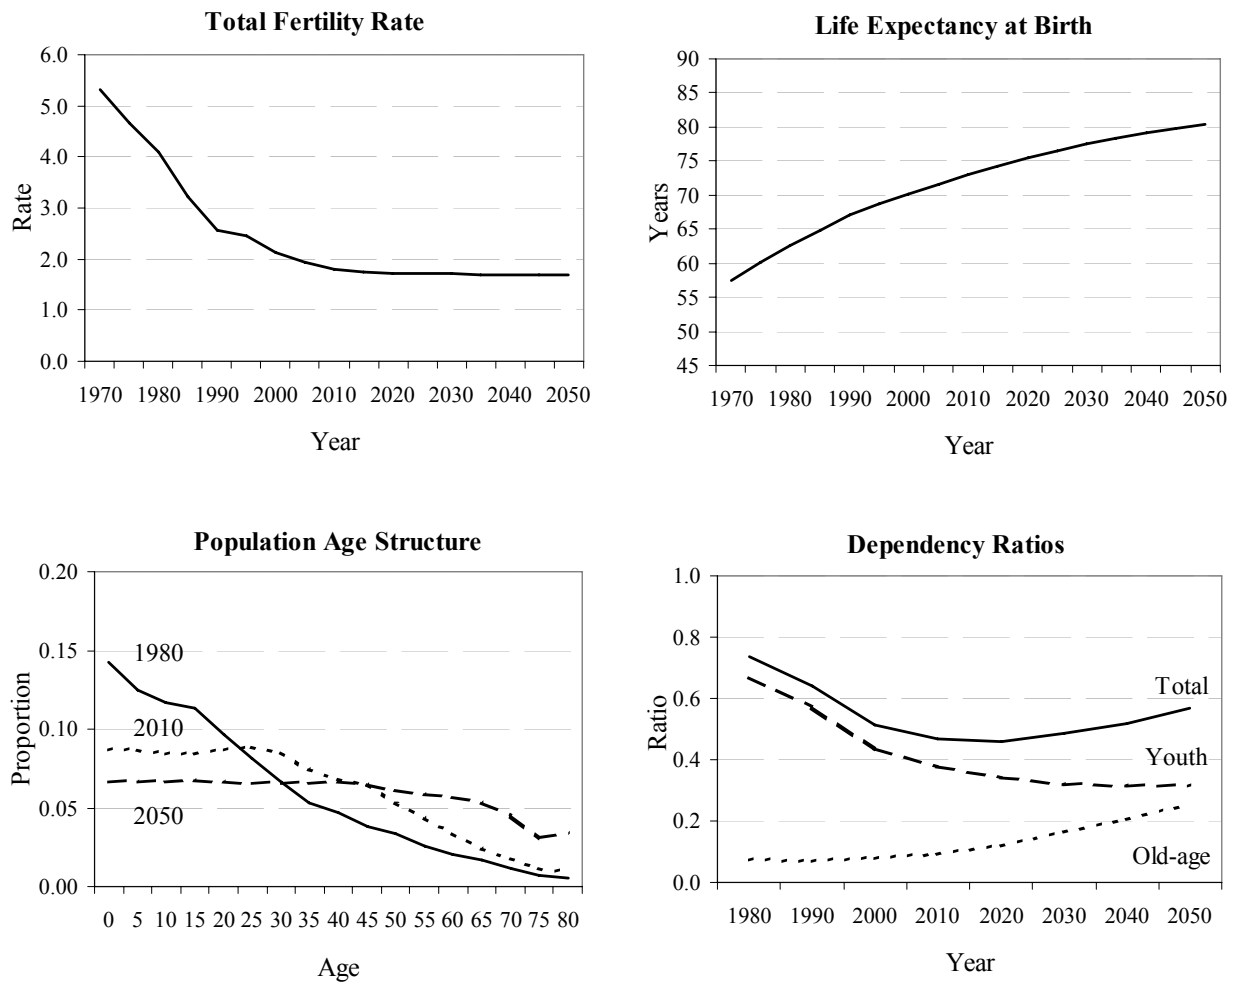 Total Fertility Rate
6.0
5.0
4.0
3.0
2.0
1.0
0.0
Rate
1970 1980 1990 2000 2010 2020 2030 2040 2050
Year
Life Expectancy at Birth
90
85
80
75
70
65
60
55
50
45
Years
1970 1980 1990 2000 2010 2020 2030 2040 2050
Year
Population Age Structure
0.20
0.15
0.10
0.05
0.00
Proportion
1980
2010
2050
0 5 10 15 20 25 30 35 40 45 50 55 60 65 70 75 80
Age
Dependency Ratios
1.0
0.8
0.6
0.4
0.2
0.0
Ratio
Total
Youth
Old-age
1980 1990 2000 2010 2020 2030 2040 2050
Year